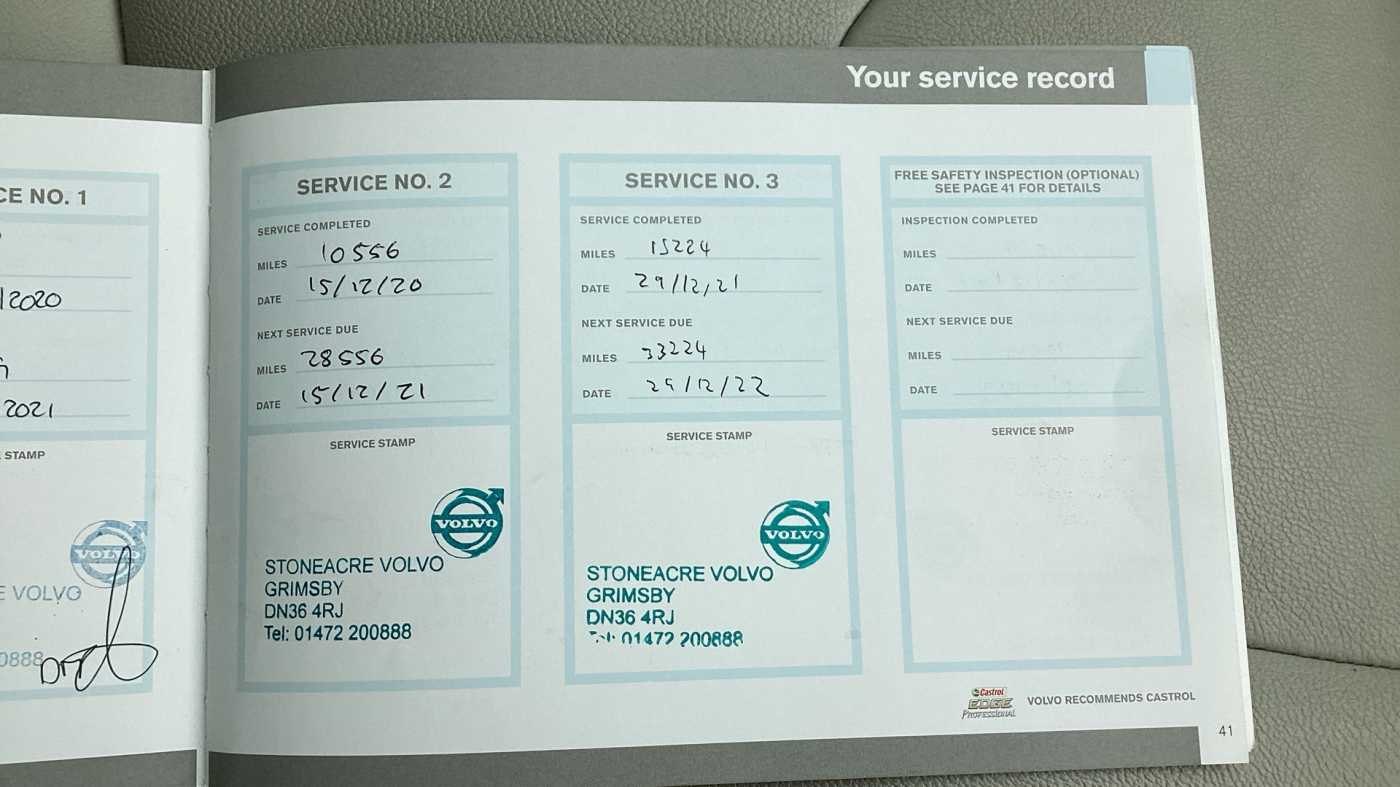 Your service record
CE NO. 1
/2020
2021
STAMP
VOLVO
E VOLVO
0888
SERVICE NO. 2
SERVICE COMPLETED
MILES 10556
DATE 15/12/20
NEXT SERVICE DUE
MILES 28556
DATE 15/12/21
SERVICE STAMP
VOLVO
STONEACRE VOLVO
GRIMSBY
DN36 4RJ
Tel: 01472 200888
SERVICE NO. 3
SERVICE COMPLETED
MILES 15224
DATE 29/12/21
NEXT SERVICE DUE
MILES 33224
DATE 29/12/22
SERVICE STAMP
VOLVO
STONEACRE VOLVO
GRIMSBY
DN36 4RJ
Tel: 01472 200888
FREE SAFETY INSPECTION (OPTIONAL)
SEE PAGE 41 FOR DETAILS
INSPECTION COMPLETED
MILES
DATE
NEXT SERVICE DUE
MILES
DATE
SERVICE STAMP
Castrol
EDGE
PROFESSIONAL
VOLVO RECOMMENDS CASTROL
41